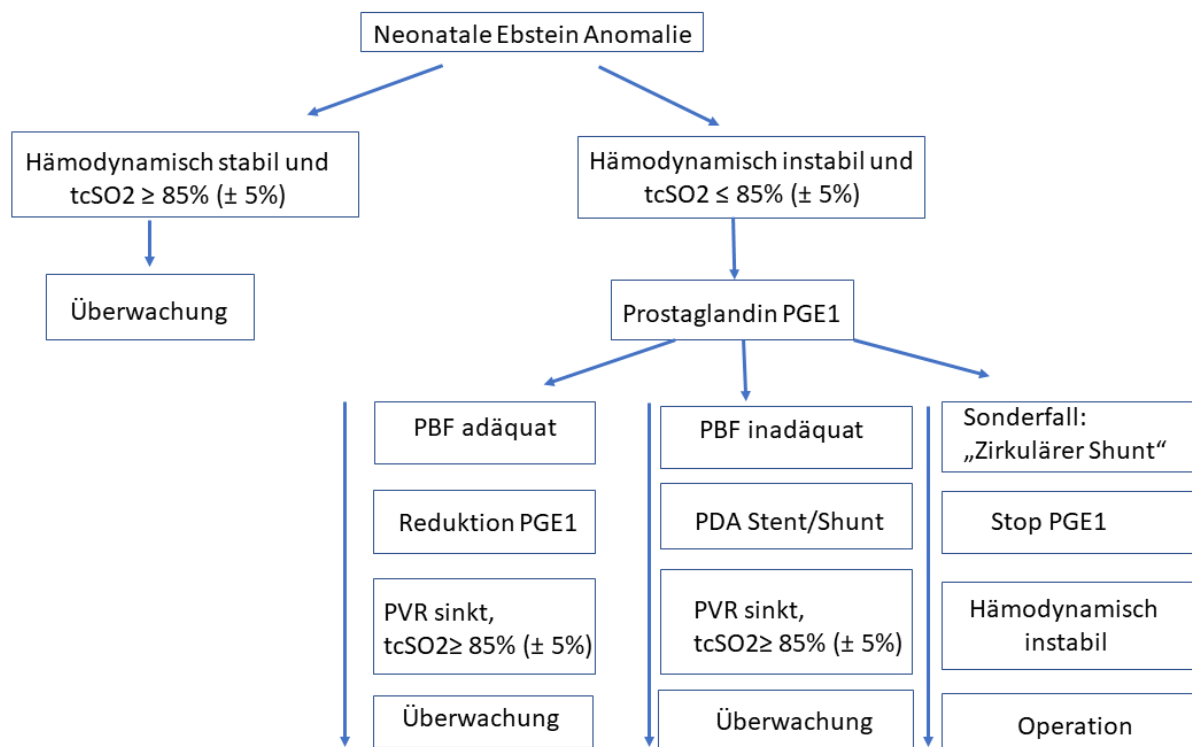 Neonatale Ebstein Anomalie
Hämodynamisch stabil und
tcSO2 ≥ 85% (± 5%)
Hämodynamisch instabil und
tcSO2 ≤ 85% (± 5%)
Überwachung
Prostaglandin PGE1
PBF adäquat
Reduktion PGE1
PVR sinkt,
tcSO2≥ 85% (± 5%)
Überwachung
PBF inadäquat
PDA Stent/Shunt
PVR sinkt,
tcSO2≥ 85% (± 5%)
Überwachung
Sonderfall:
„Zirkulärer Shunt“
Stop PGE1
Hämodynamisch
instabil
Operation